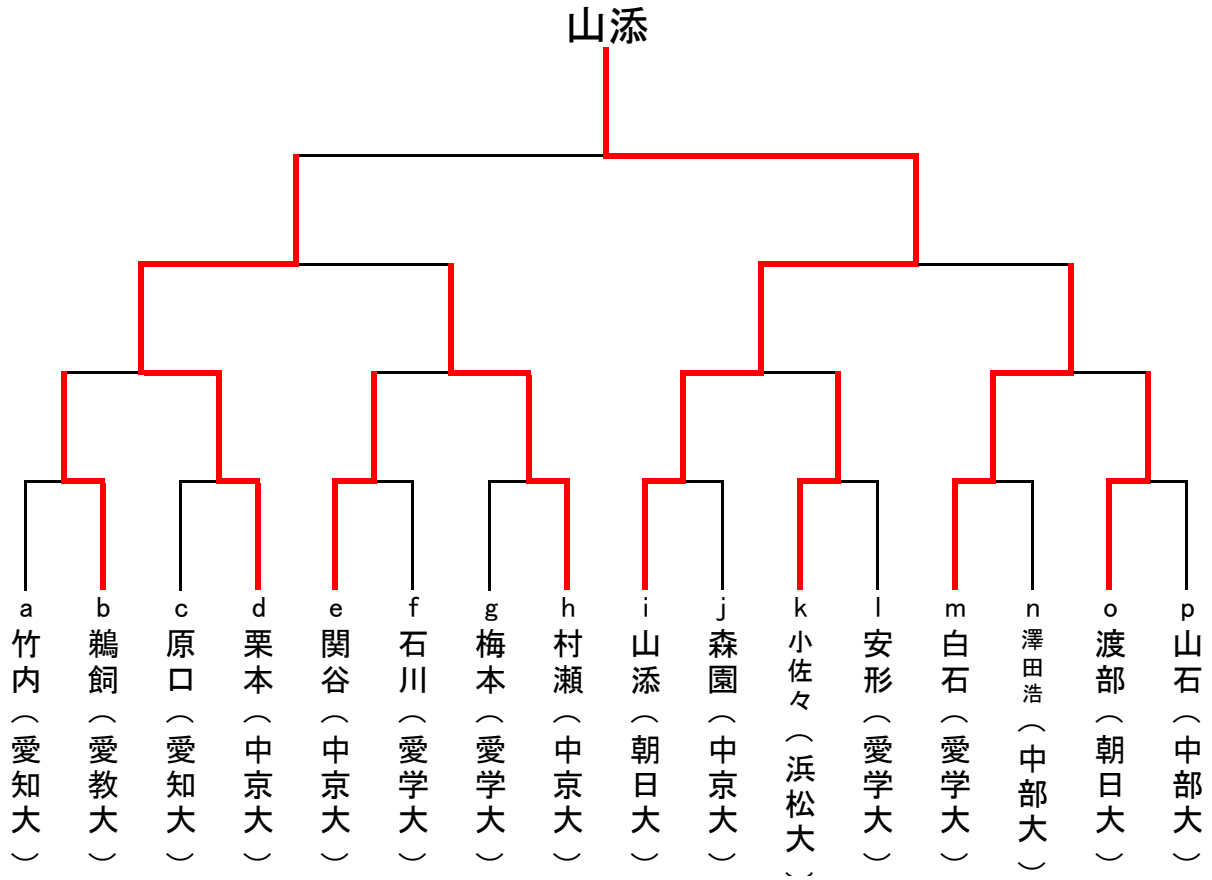 山添
a 竹内（愛知大）
b 鵜飼（愛教大）
c 原口（愛知大）
d 栗本（中京大）
e 関谷（中京大）
f 石川（愛学大）
g 梅本（愛学大）
h 村瀬（中京大）
i 山添（朝日大）
j 森園（中京大）
k 小佐々（浜松大）
l 安形（愛学大）
m 白石（愛学大）
n 澤田浩（中部大）
o 渡部（朝日大）
p 山石（中部大）